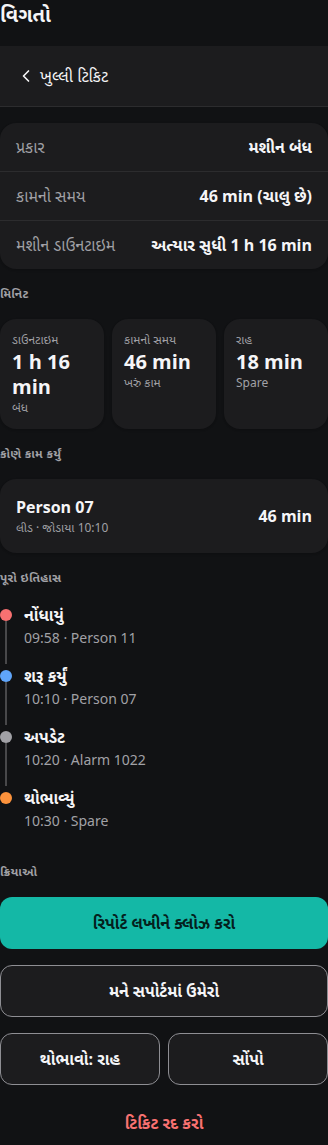 વિગતો
ખુલ્લી ટિકિટ
પ્રકાર મશીન બંધ
કામનો સમય 46 min (ચાલુ છે)
મશીન ડાઉનટાઇમ અત્યાર સુધી 1 h 16 min
મિનિટ
ડાઉનટાઇમ
1 h 16 min
બંધ
કામનો સમય
46 min
ખરું કામ
રાહ
18 min
Spare
કોણે કામ કર્યું
Person 07 46 min
લીડ · જોડાયા 10:10
પૂરો ઇતિહાસ
નોંધાયું
09:58 · Person 11
શરૂ કર્યું
10:10 · Person 07
અપડેટ
10:20 · Alarm 1022
થોભાવ્યું
10:30 · Spare
ક્રિયાઓ
રિપોર્ટ લખીને ક્લોઝ કરો
મને સપોર્ટમાં ઉમેરો
થોભાવો: રાહ
સોંપો
ટિકિટ રદ કરો